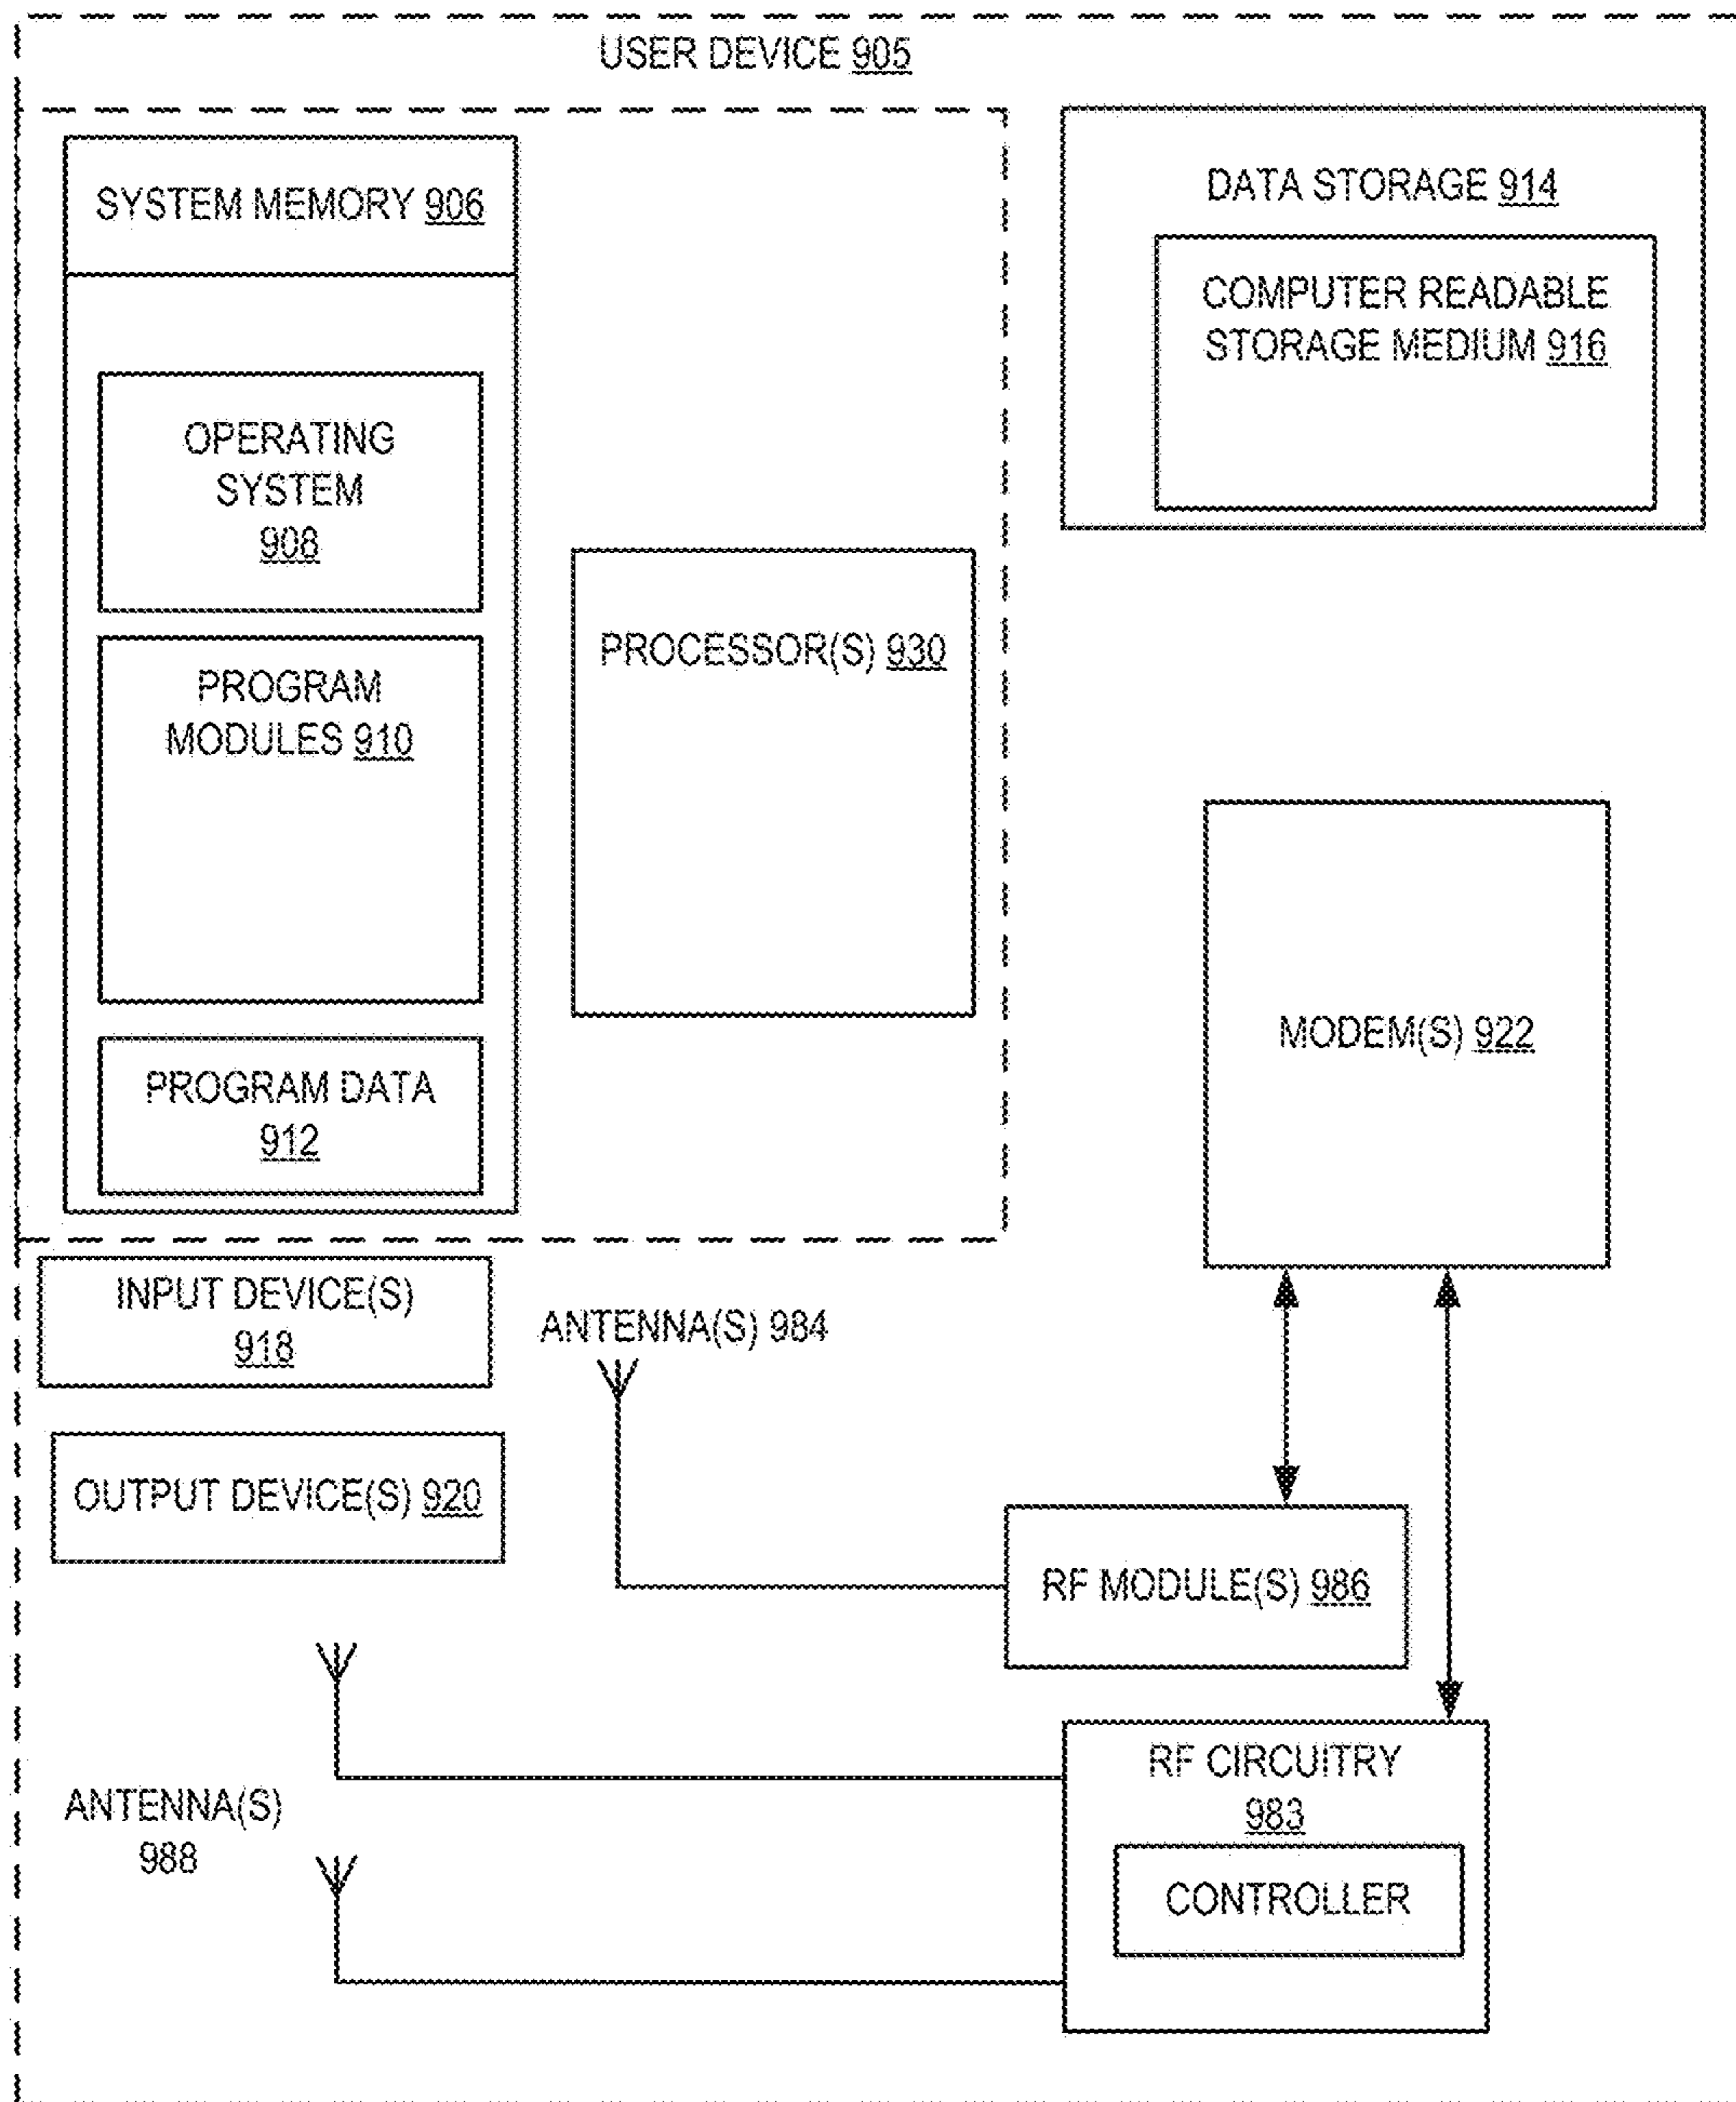 USER DEVICE 905
SYSTEM MEMORY 906
OPERATING
SYSTEM
908
PROGRAM
MODULES 910
PROGRAM DATA
912
PROCESSOR(S) 930
DATA STORAGE 914
COMPUTER READABLE
STORAGE MEDIUM 916
MODEM(S) 922
INPUT DEVICE(S)
918
OUTPUT DEVICE(S) 920
ANTENNA(S) 984
RF MODULE(S) 986
ANTENNA(S)
988
RF CIRCUITRY
983
CONTROLLER